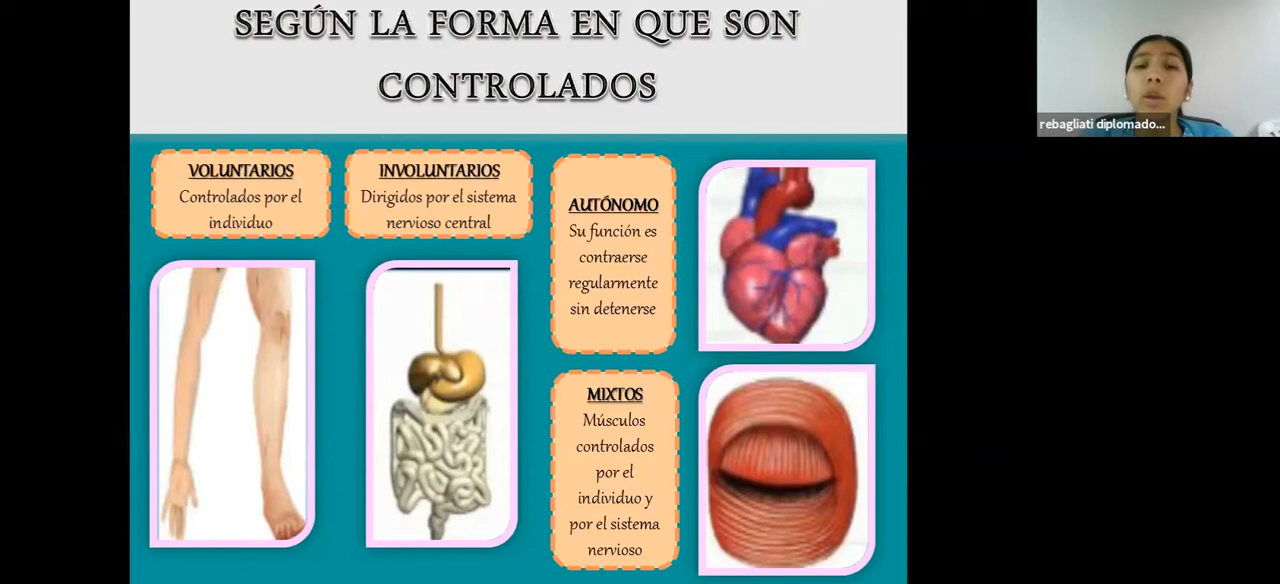 SEGÚN LA FORMA EN QUE SON
CONTROLADOS
VOLUNTARIOS
Controlados por el
individuo
INVOLUNTARIOS
Dirigidos por el sistema
nervioso central
AUTÓNOMO
Su función es
contraerse
regularmente
sin detenerse
MIXTOS
Músculos
controlados
por el
individuo y
por el sistema
nervioso
rebagliati diplomado...